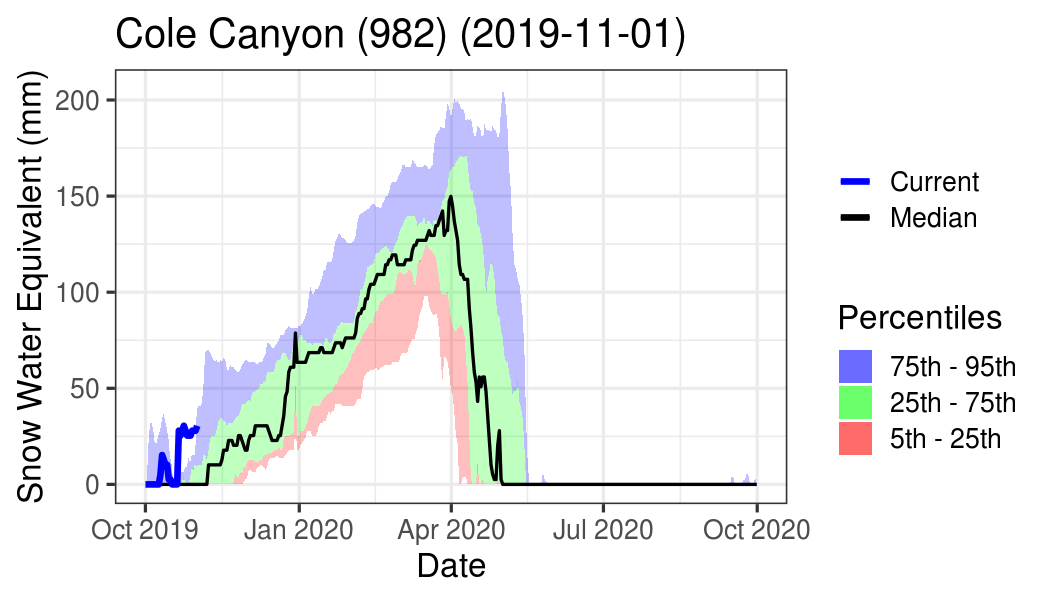 Cole Canyon (982) (2019-11-01)
Snow Water Equivalent (mm)
200
150
100
50
0
Oct 2019 Jan 2020 Apr 2020 Jul 2020 Oct 2020
Date
Current
Median
Percentiles
75th - 95th
25th - 75th
5th - 25th